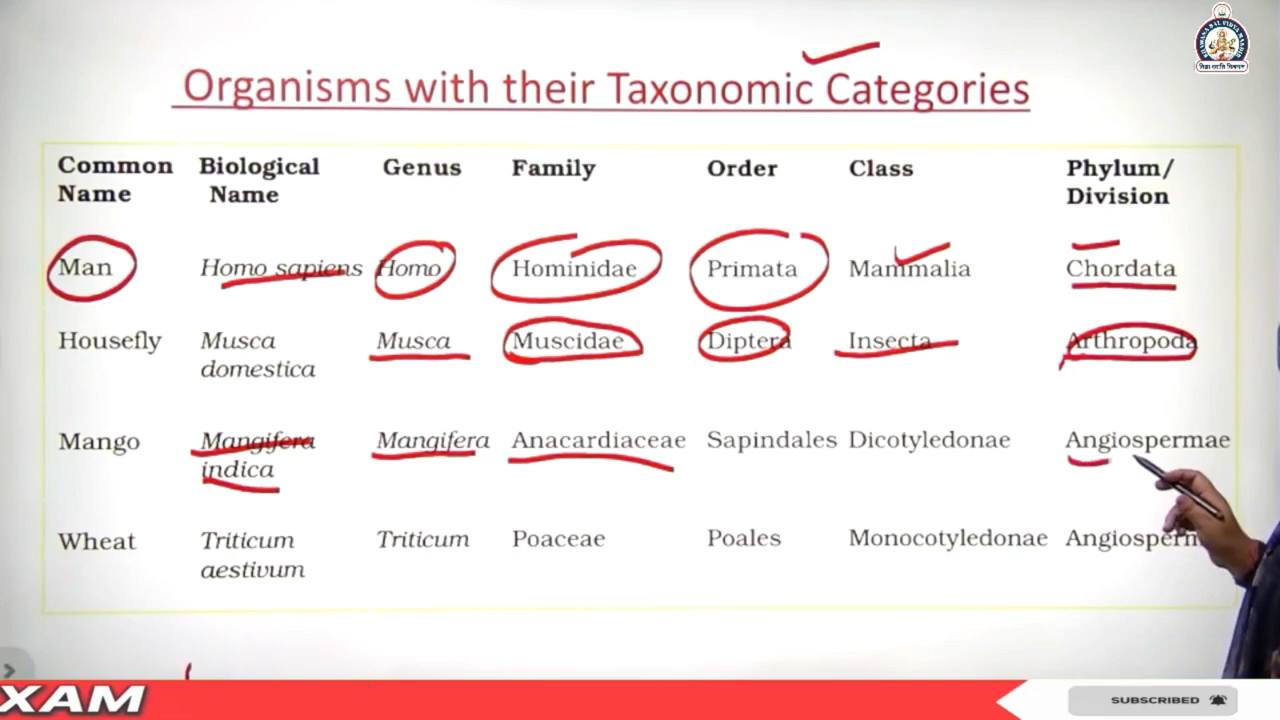 Organisms with their Taxonomic Categories
Common Name Biological Name Genus Family Order Class Phylum/ Division
Man Homo sapiens Homo Hominidae Primata Mammalia Chordata
Housefly Musca domestica Musca Muscidae Diptera Insecta Arthropoda
Mango Mangifera indica Mangifera Anacardiaceae Sapindales Dicotyledonae Angiospermae
Wheat Triticum aestivum Triticum Poaceae Poales Monocotyledonae Angiosperm
XAM
SUBSCRIBED